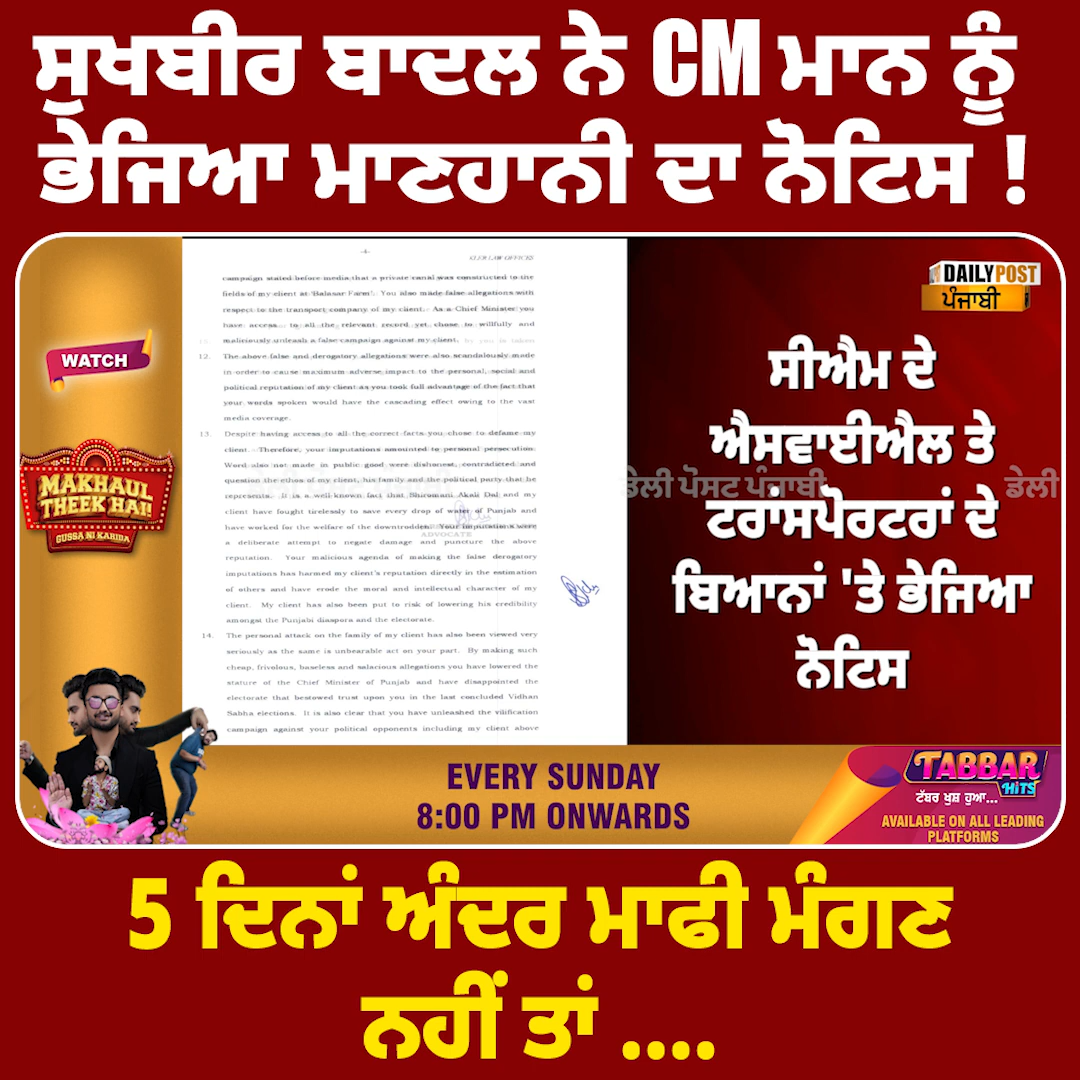 ਸੁਖਬੀਰ ਬਾਦਲ ਨੇ CM ਮਾਨ ਨੂੰ
ਭੇਜਿਆ ਮਾਣਹਾਨੀ ਦਾ ਨੋਟਿਸ !
WATCH
MAKHAUL
THEEK HAI!
GUSSA NI KARIDA
-4-
KLER LAW OFFICES
campaign stated before media that a private canal was constructed to the
fields of my client at 'Balasar Farm'. You also made false allegations with
respect to the transport company of my client. As a Chief Minister you
have access to all the relevant record yet chose to willfully and
maliciously unleash a false campaign against my client.
12. The above false and derogatory allegations were also scandalously made
in order to cause maximum adverse impact to the personal, social and
political reputation of my client as you took full advantage of the fact that
your words spoken would have the cascading effect owing to the vast
media coverage.
13. Despite having access to all the correct facts you chose to defame my
client. Therefore, your imputations amounted to personal persecution.
Word also not made in public good were dishonest, contradicted and
question the ethos of my client, his family and the political party that he
represents. It is a well-known fact that Shiromani Akali Dal and my
client have fought tirelessly to save every drop of water of Punjab and
have worked for the welfare of the downtrodden. Your imputations were
ADVOCATE
a deliberate attempt to negate damage and puncture the above
reputation. Your malicious agenda of making the false derogatory
imputations has harmed my client's reputation directly in the estimation
of others and have erode the moral and intellectual character of my
client. My client has also been put to risk of lowering his credibility
amongst the Punjabi diaspora and the electorate.
14. The personal attack on the family of my client has also been viewed very
seriously as the same is unbearable act on your part. By making such
cheap, frivolous, baseless and salacious allegations you have lowered the
stature of the Chief Minister of Punjab and have disappointed the
electorate that bestowed trust upon you in the last concluded Vidhan
Sabha elections. It is also clear that you have unleashed the vilification
campaign against your political opponents including my client above
DAILYPOST
ਪੰਜਾਬੀ
ਸੀਐਮ ਦੇ
ਐਸਵਾਈਐਲ ਤੇ
ਡੇਲੀ ਪੋਸਟ ਪੰਜਾਬੀ ਡੇਲੀ
ਟਰਾਂਸਪੋਰਟਰਾਂ ਦੇ
ਬਿਆਨਾਂ 'ਤੇ ਭੇਜਿਆ
ਨੋਟਿਸ
EVERY SUNDAY
8:00 PM ONWARDS
TABBAR
HITS
ਟੱਬਰ ਖੁਸ਼ ਹੁਆ...
AVAILABLE ON ALL LEADING
PLATFORMS
5 ਦਿਨਾਂ ਅੰਦਰ ਮਾਫੀ ਮੰਗਣ
ਨਹੀਂ ਤਾਂ ....